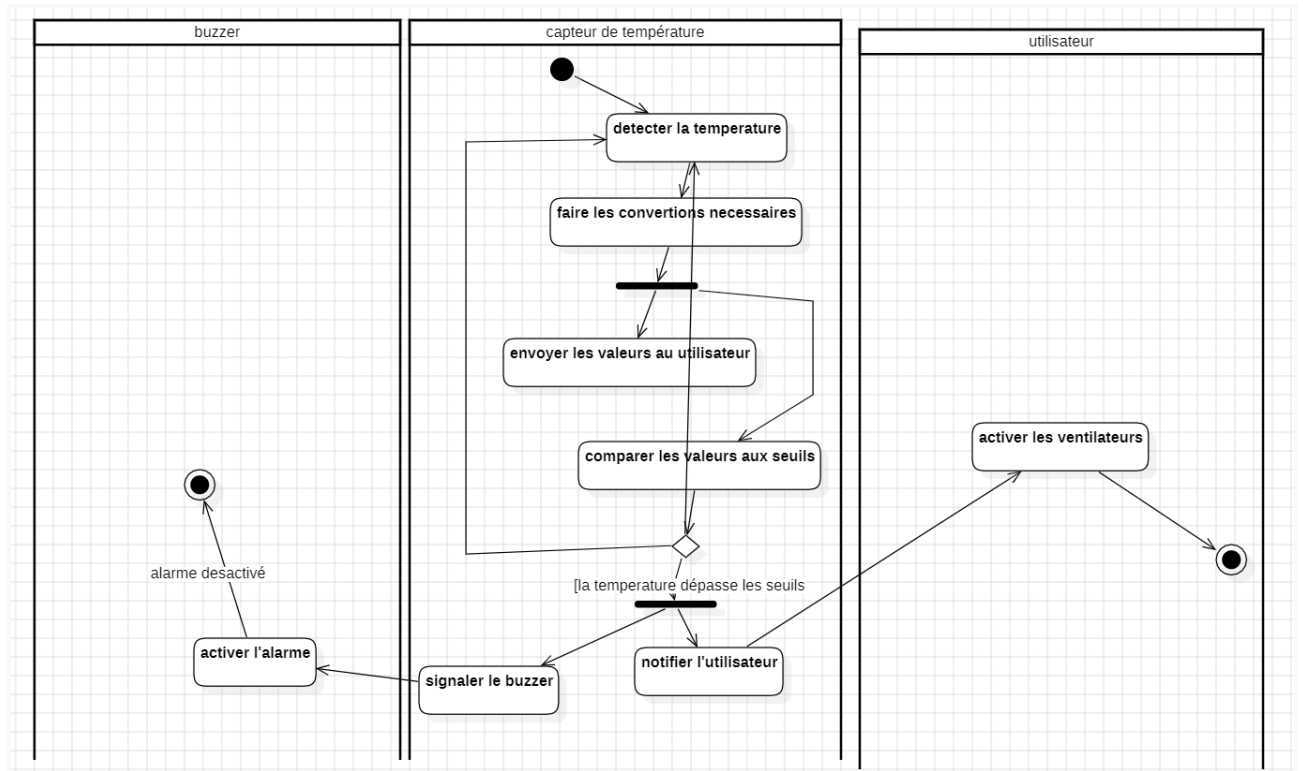 buzzer
capteur de température
utilisateur
detecter la temperature
faire les convertions necessaires
envoyer les valeurs au utilisateur
activer les ventilateurs
comparer les valeurs aux seuils
alarme desactivé
[la temperature dépasse les seuils
activer l'alarme
notifier l'utilisateur
signaler le buzzer